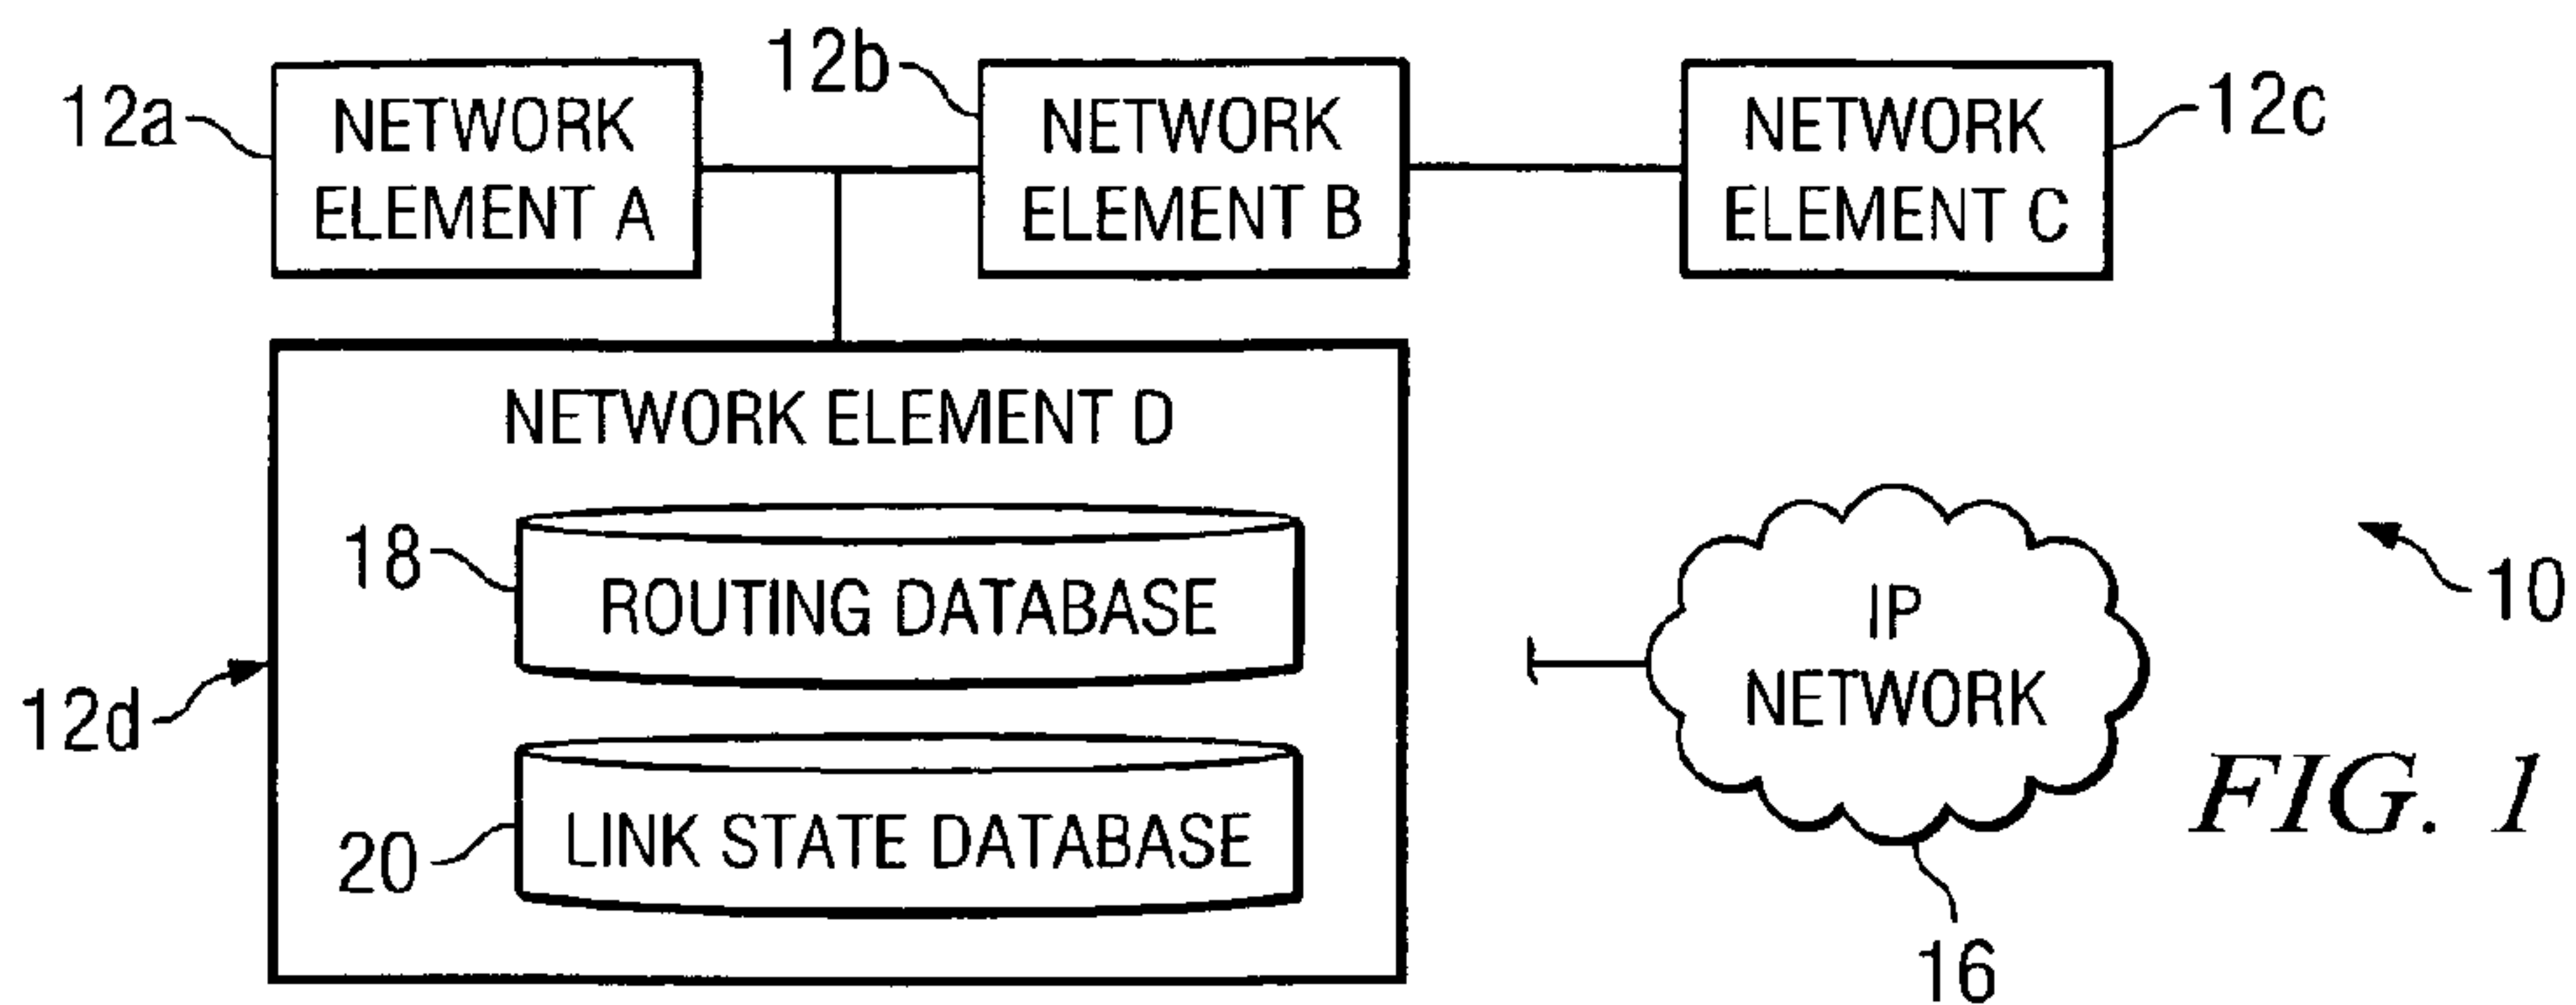 12a
NETWORK
ELEMENT A
12b
NETWORK
ELEMENT B
NETWORK
ELEMENT C
12c
NETWORK ELEMENT D
18
ROUTING DATABASE
12d
20
LINK STATE DATABASE
IP
NETWORK
10
16
FIG. 1